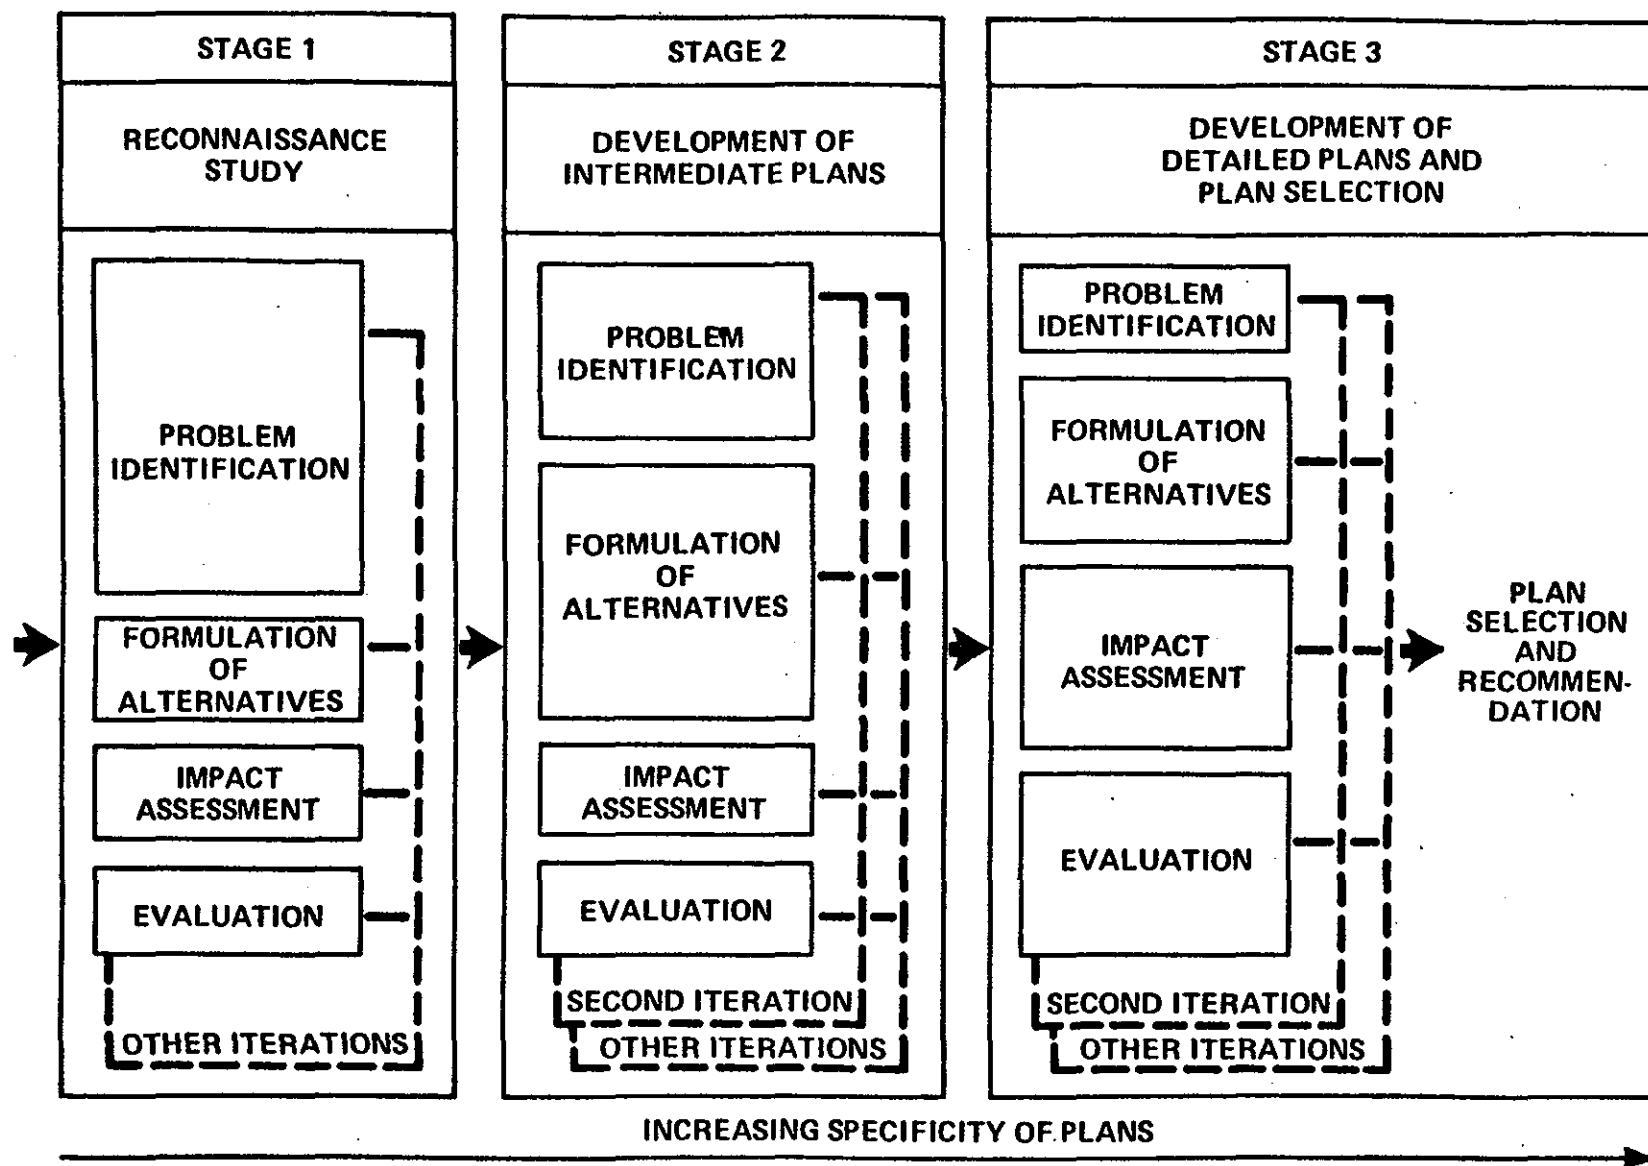 STAGE 1
RECONNAISSANCE
STUDY
PROBLEM
IDENTIFICATION
FORMULATION
OF
ALTERNATIVES
IMPACT
ASSESSMENT
EVALUATION
OTHER ITERATIONS
STAGE 2
DEVELOPMENT OF
INTERMEDIATE PLANS
PROBLEM
IDENTIFICATION
FORMULATION
OF
ALTERNATIVES
IMPACT
ASSESSMENT
EVALUATION
SECOND ITERATION
OTHER ITERATIONS
STAGE 3
DEVELOPMENT OF
DETAILED PLANS AND
PLAN SELECTION
PROBLEM
IDENTIFICATION
FORMULATION
OF
ALTERNATIVES
IMPACT
ASSESSMENT
EVALUATION
SECOND ITERATION
OTHER ITERATIONS
PLAN
SELECTION
AND
RECOMMEN-
DATION
INCREASING SPECIFICITY OF PLANS